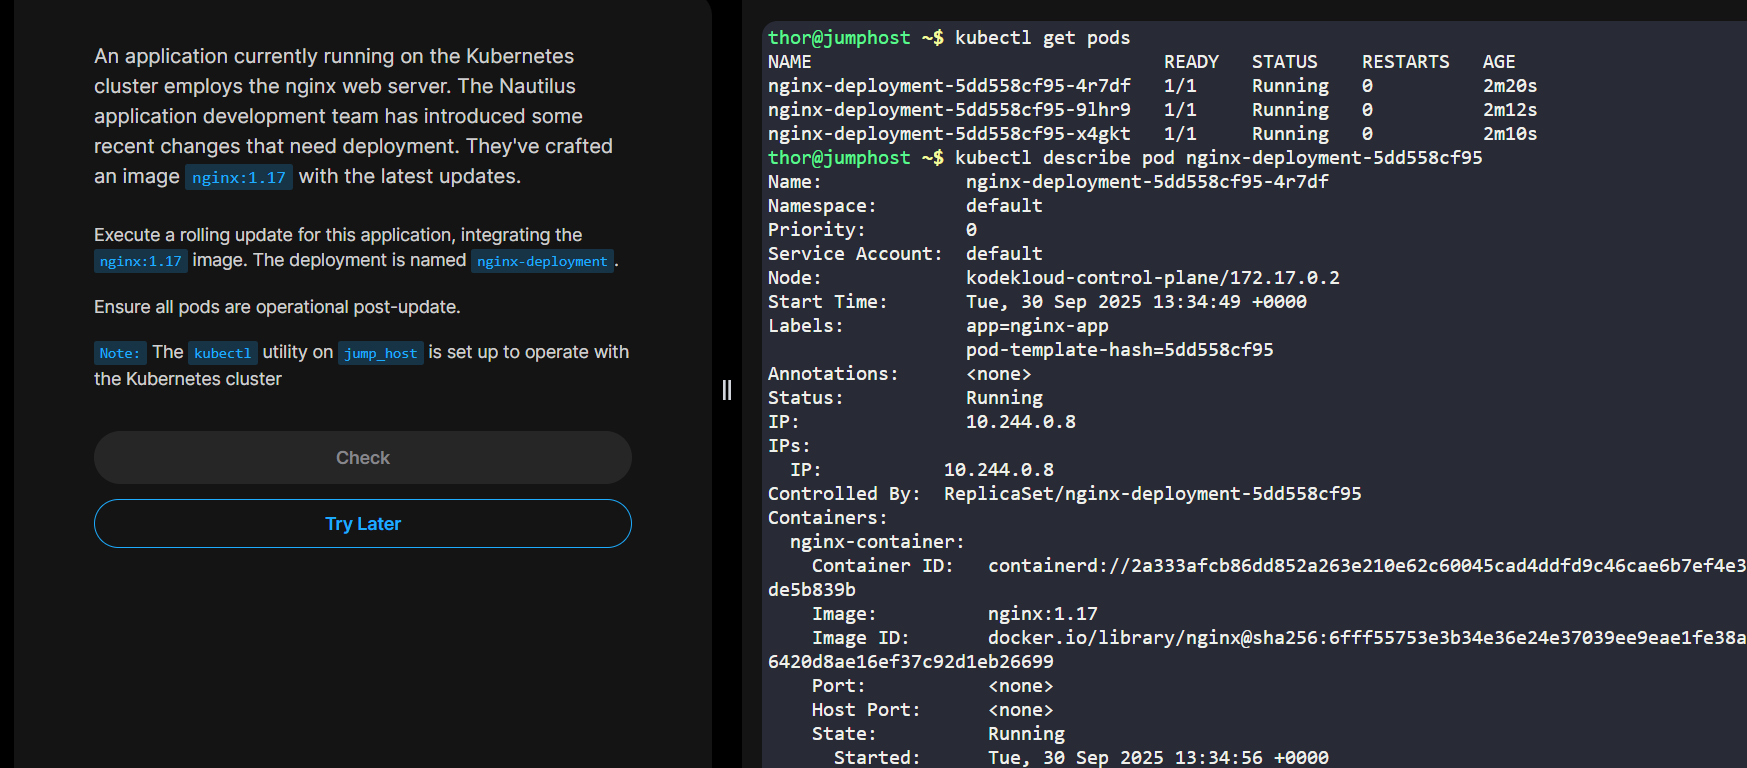 An application currently running on the Kubernetes
cluster employs the nginx web server. The Nautilus
application development team has introduced some
recent changes that need deployment. They've crafted
an image nginx:1.17 with the latest updates.
Execute a rolling update for this application, integrating the
nginx:1.17 image. The deployment is named nginx-deployment.
Ensure all pods are operational post-update.
Note: The kubectl utility on jump_host is set up to operate with
the Kubernetes cluster
Check
Try Later
thor@jumphost ~$ kubectl get pods
NAME READY STATUS RESTARTS AGE
nginx-deployment-5dd558cf95-4r7df 1/1 Running 0 2m20s
nginx-deployment-5dd558cf95-9lhr9 1/1 Running 0 2m12s
nginx-deployment-5dd558cf95-x4gkt 1/1 Running 0 2m10s
thor@jumphost ~$ kubectl describe pod nginx-deployment-5dd558cf95
Name: nginx-deployment-5dd558cf95-4r7df
Namespace: default
Priority: 0
Service Account: default
Node: kodekloud-control-plane/172.17.0.2
Start Time: Tue, 30 Sep 2025 13:34:49 +0000
Labels: app=nginx-app
pod-template-hash=5dd558cf95
Annotations: <none>
Status: Running
IP: 10.244.0.8
IPs:
IP: 10.244.0.8
Controlled By: ReplicaSet/nginx-deployment-5dd558cf95
Containers:
nginx-container:
Container ID: containerd://2a333afcb86dd852a263e210e62c60045cad4ddfd9c46cae6b7ef4e3
de5b839b
Image: nginx:1.17
Image ID: docker.io/library/nginx@sha256:6fff55753e3b34e36e24e37039ee9eae1fe38a
6420d8ae16ef37c92d1eb26699
Port: <none>
Host Port: <none>
State: Running
Started: Tue, 30 Sep 2025 13:34:56 +0000